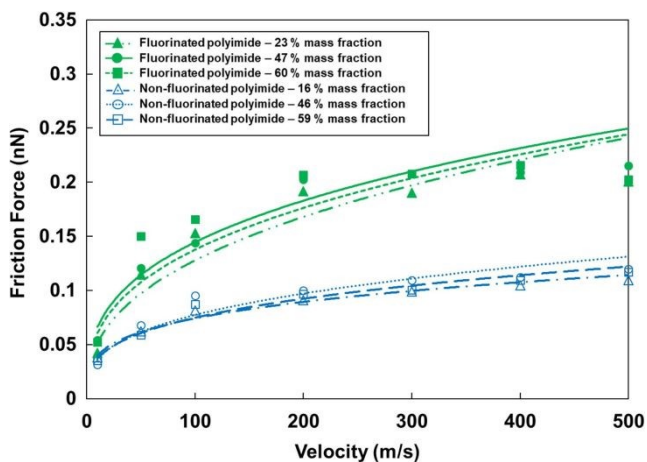 0.35
0.3
0.25
0.2
0.15
0.1
0.05
0
Friction Force (nN)
Fluorinated polyimide – 23 % mass fraction
Fluorinated polyimide – 47 % mass fraction
Fluorinated polyimide – 60 % mass fraction
Non-fluorinated polyimide – 16 % mass fraction
Non-fluorinated polyimide – 46 % mass fraction
Non-fluorinated polyimide – 59 % mass fraction
0 100 200 300 400 500
Velocity (m/s)